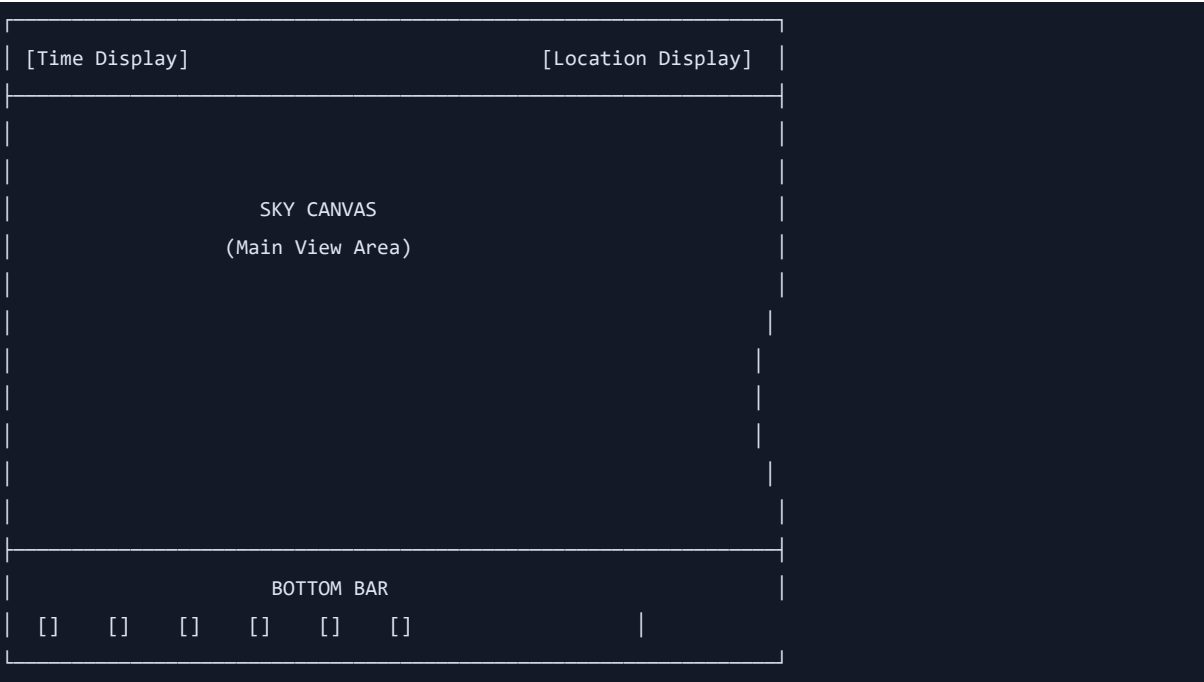 [Time Display] [Location Display]
SKY CANVAS
(Main View Area)
BOTTOM BAR
[] [] [] [] [] []